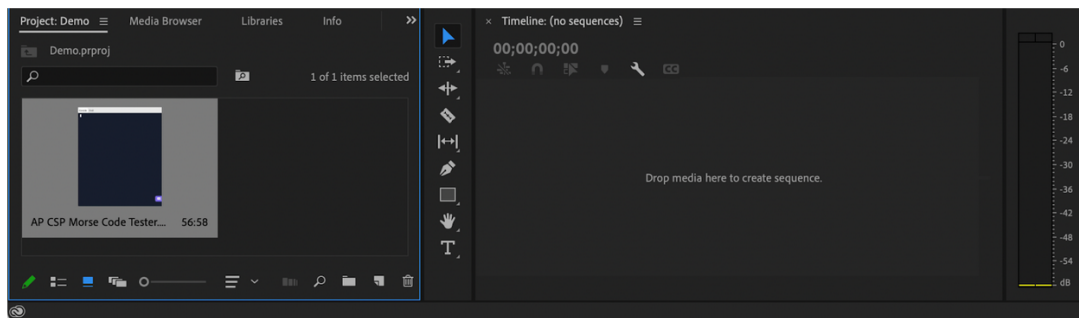 Project: Demo Media Browser Libraries Info
Demo.prproj
1 of 1 items selected
AP CSP Morse Code Tester.... 56:58
Timeline: (no sequences)
00;00;00;00
CC
Drop media here to create sequence.
T
0
-6
-12
-18
-24
-30
-36
-42
-48
-54
dB